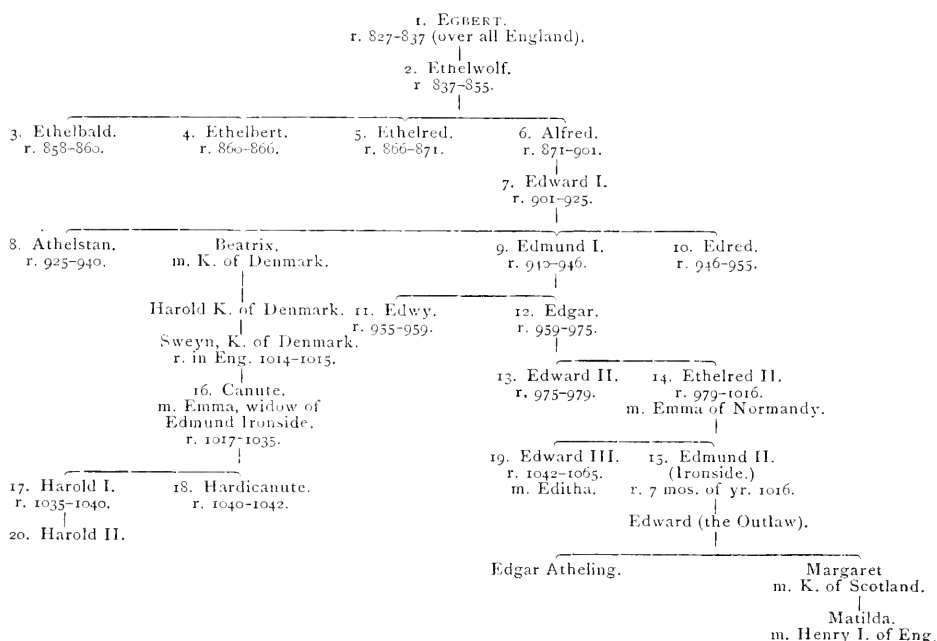 1. EGBERT.
r. 827-837 (over all England).
2. Ethelwolf.
r 837-855.
3. Ethelbald.
r. 858-860.
4. Ethelbert.
r. 860-866.
5. Ethelred.
r. 866-871.
6. Alfred.
r. 871-901.
7. Edward I.
r. 901-925.
8. Athelstan.
r. 925-940.
Beatrix.
m. K. of Denmark.
9. Edmund I.
r. 940-946.
10. Edred.
r. 946-955.
Harold K. of Denmark.
11. Edwy.
r. 955-959.
12. Edgar.
r. 959-975.
Sweyn, K. of Denmark.
r. in Eng. 1014-1015.
13. Edward II.
r. 975-979.
14. Ethelred II.
r. 979-1016.
m. Emma of Normandy.
16. Canute.
m. Emma, widow of
Edmund Ironside.
r. 1017-1035.
19. Edward III.
r. 1042-1065.
m. Editha.
15. Edmund II.
(Ironside.)
r. 7 mos. of yr. 1016.
17. Harold I.
r. 1035-1040.
18. Hardicanute.
r. 1040-1042.
20. Harold II.
Edward (the Outlaw).
Edgar Atheling.
Margaret
m. K. of Scotland.
Matilda.
m. Henry I. of Eng.